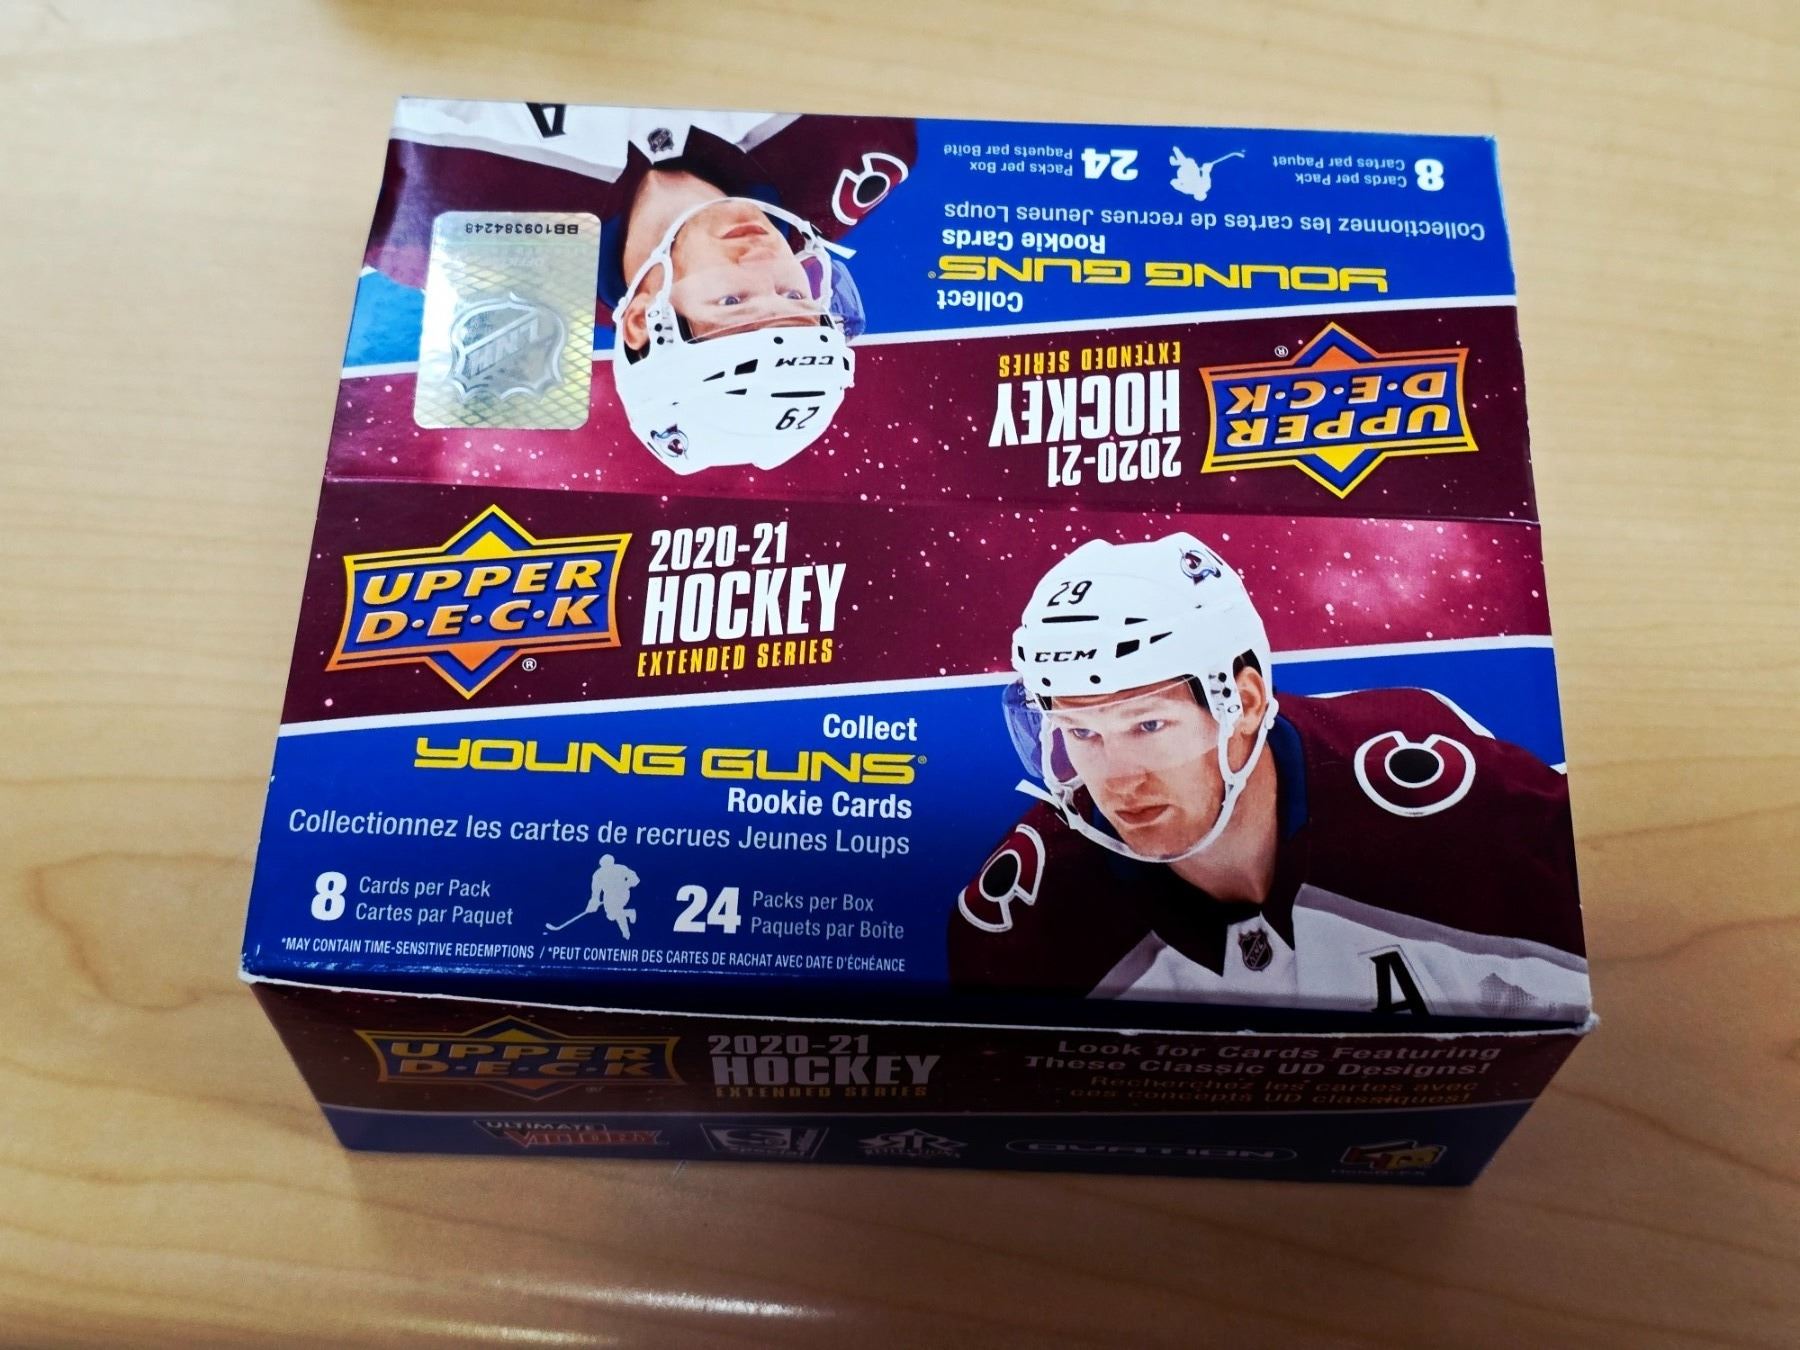 A
8 Cards per Pack
Cartes par Paquet
24 Packs per Box
Paquets par Boîte
Collectionnez les cartes de recrues Jeunes Loups
Rookie Cards
YOUNG GUNS®
Collect
BB109384248
NHL
CCM
29
2020-21
HOCKEY
EXTENDED SERIES
UPPER
D·E·C·K
®
UPPER
D·E·C·K
®
2020-21
HOCKEY
EXTENDED SERIES
29
CCM
Collect
YOUNG GUNS®
Rookie Cards
Collectionnez les cartes de recrues Jeunes Loups
8 Cards per Pack
Cartes par Paquet
24 Packs per Box
Paquets par Boîte
*MAY CONTAIN TIME-SENSITIVE REDEMPTIONS / *PEUT CONTENIR DES CARTES DE RACHAT AVEC DATE D'ÉCHÉANCE
NHL
A
UPPER
D·E·C·K
2020-21
HOCKEY
EXTENDED SERIES
Look for Cards Featuring
These Classic UD Designs!
Recherchez les cartes avec
ces concepts UD classiques!
ULTIMATE
VICTORY
OVATION